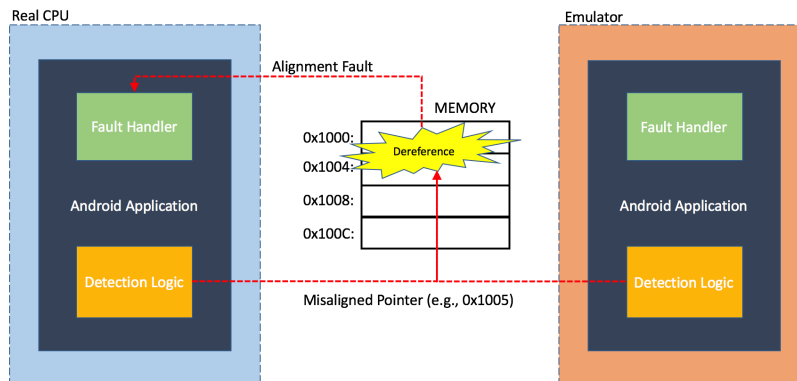 Real CPU
Emulator
Alignment Fault
MEMORY
Fault Handler
0x1000:
Dereference
Fault Handler
0x1004:
Android Application
0x1008:
Android Application
0x100C:
Detection Logic
Detection Logic
Misaligned Pointer (e.g., 0x1005)